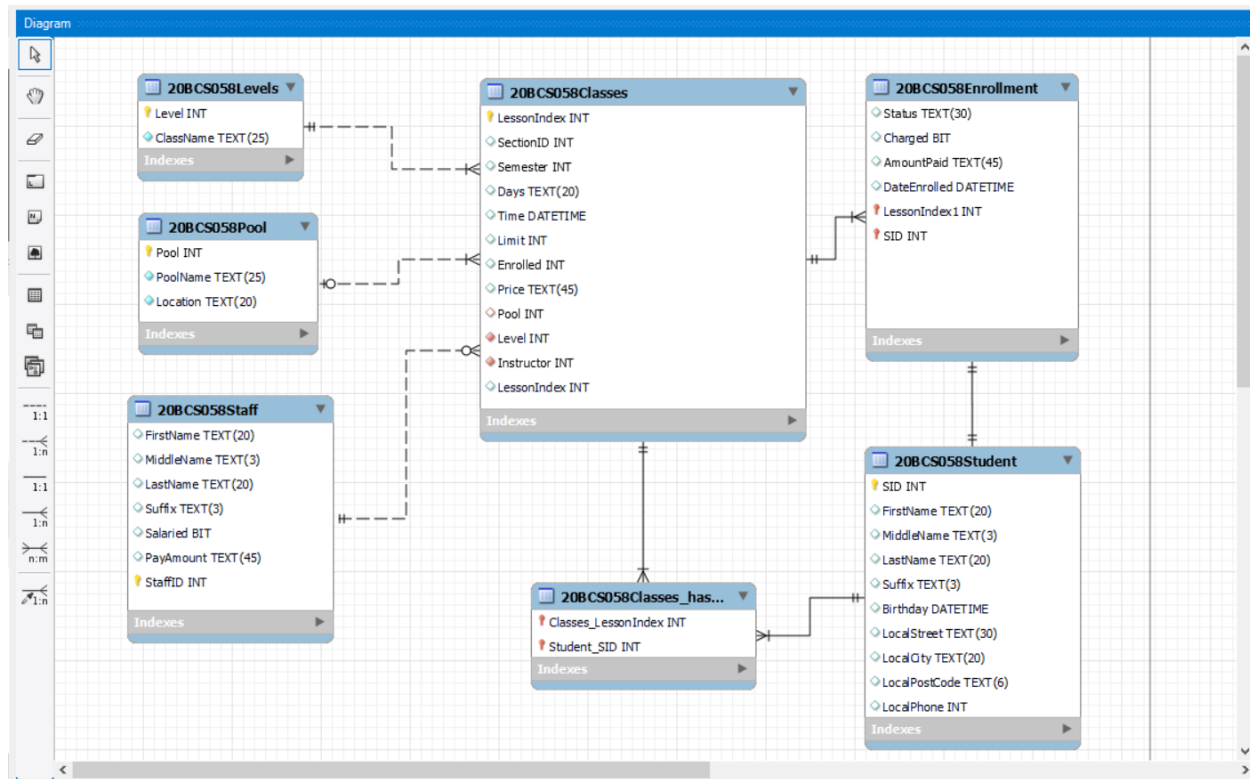 Diagram
20BCS058Levels
Level INT
ClassName TEXT(25)
Indexes
20BCS058Pool
Pool INT
PoolName TEXT(25)
Location TEXT(20)
Indexes
20BCS058Staff
FirstName TEXT(20)
MiddleName TEXT(3)
LastName TEXT(20)
Suffix TEXT(3)
Salaried BIT
PayAmount TEXT(45)
StaffID INT
Indexes
20BCS058Classes
LessonIndex INT
SectionID INT
Semester INT
Days TEXT(20)
Time DATETIME
Limit INT
Enrolled INT
Price TEXT(45)
Pool INT
Level INT
Instructor INT
LessonIndex INT
Indexes
20BCS058Classes_has...
Classes_LessonIndex INT
Student_SID INT
Indexes
20BCS058Enrollment
Status TEXT(30)
Charged BIT
AmountPaid TEXT(45)
DateEnrolled DATETIME
LessonIndex1 INT
SID INT
Indexes
20BCS058Student
SID INT
FirstName TEXT(20)
MiddleName TEXT(3)
LastName TEXT(20)
Suffix TEXT(3)
Birthday DATETIME
LocalStreet TEXT(30)
LocalCity TEXT(20)
LocalPostCode TEXT(6)
LocalPhone INT
Indexes
1:1
1:n
1:1
1:n
n:m
1:n